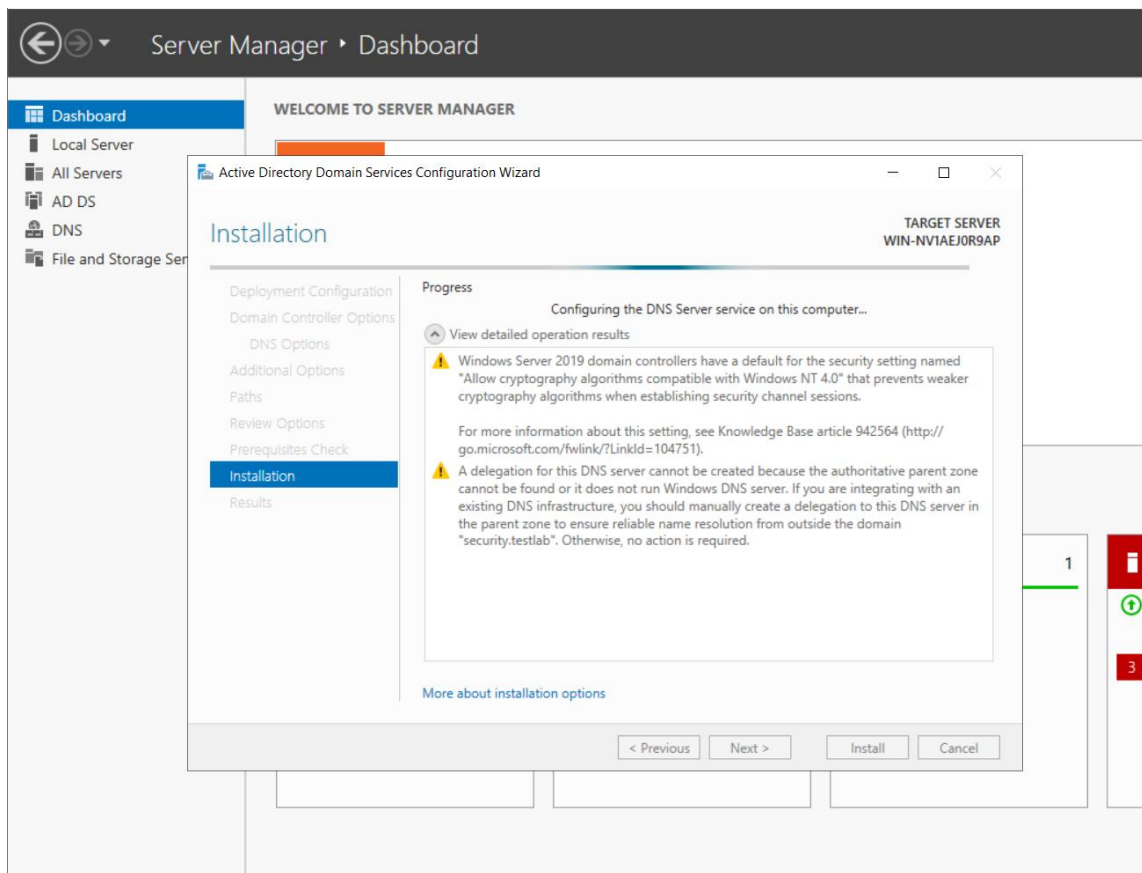 Server Manager ‣ Dashboard
Dashboard
Local Server
All Servers
AD DS
DNS
File and Storage Ser
WELCOME TO SERVER MANAGER
Active Directory Domain Services Configuration Wizard
Installation
TARGET SERVER
WIN-NV1AEJ0R9AP
Deployment Configuration
Domain Controller Options
DNS Options
Additional Options
Paths
Review Options
Prerequisites Check
Installation
Results
Progress
Configuring the DNS Server service on this computer...
View detailed operation results
Windows Server 2019 domain controllers have a default for the security setting named
"Allow cryptography algorithms compatible with Windows NT 4.0" that prevents weaker
cryptography algorithms when establishing security channel sessions.
For more information about this setting, see Knowledge Base article 942564 (http://
go.microsoft.com/fwlink/?LinkId=104751).
A delegation for this DNS server cannot be created because the authoritative parent zone
cannot be found or it does not run Windows DNS server. If you are integrating with an
existing DNS infrastructure, you should manually create a delegation to this DNS server in
the parent zone to ensure reliable name resolution from outside the domain
"security.testlab". Otherwise, no action is required.
More about installation options
< Previous
Next >
Install
Cancel
1
3